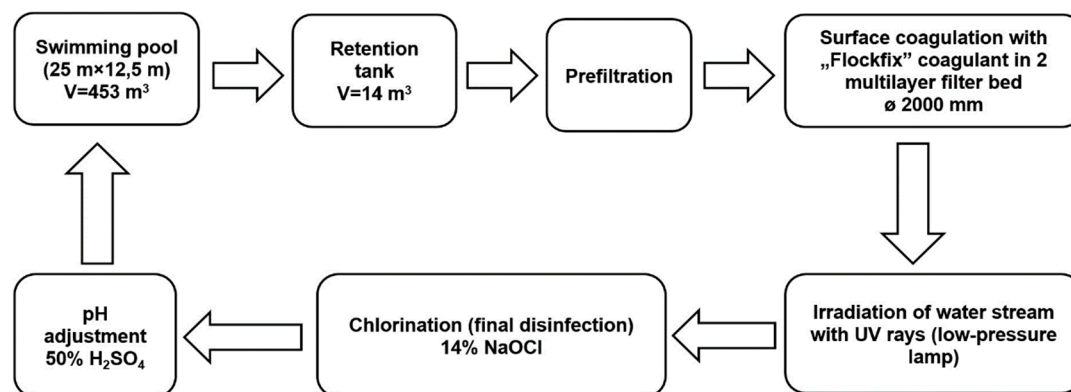 Swimming pool
(25 m×12,5 m)
V=453 m³
Retention
tank
V=14 m³
Prefiltration
Surface coagulation with
„Flockfix” coagulant in 2
multilayer filter bed
ø 2000 mm
Irradiation of water stream
with UV rays (low-pressure
lamp)
Chlorination (final disinfection)
14% NaOCl
pH
adjustment
50% H₂SO₄